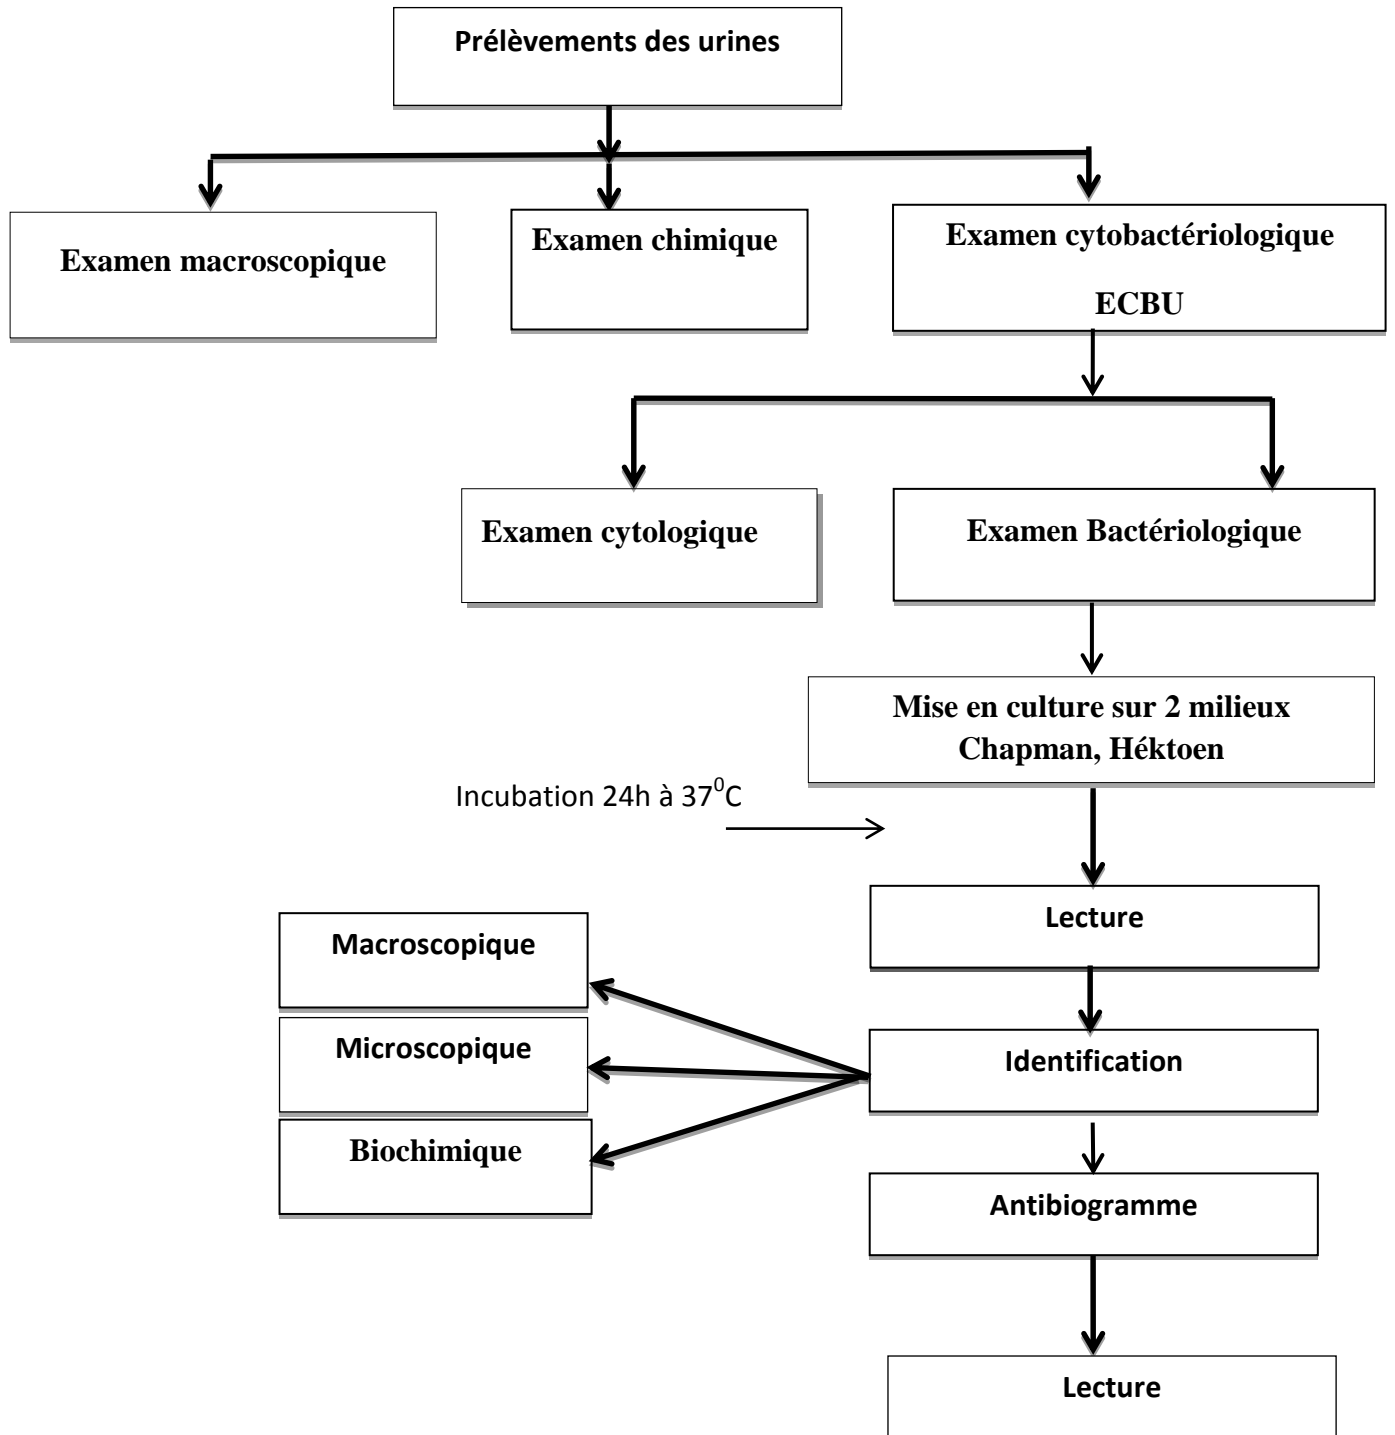 Prélèvements des urines
Examen macroscopique
Examen chimique
Examen cytobactériologique
ECBU
Examen cytologique
Examen Bactériologique
Mise en culture sur 2 milieux
Chapman, Héktoen
Incubation 24h à 37⁰C
Lecture
Macroscopique
Microscopique
Biochimique
Identification
Antibiogramme
Lecture